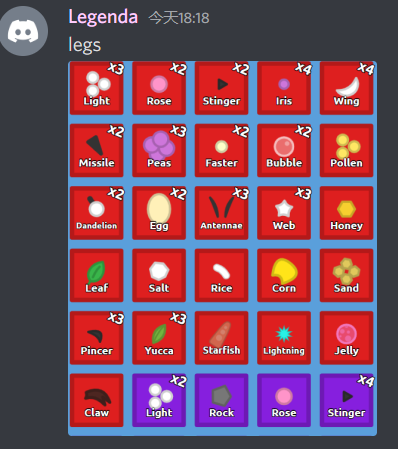 Legenda 今天18:18
legs
x3 x2 x2 x4 x4
Light Rose Stinger Iris Wing
x2 x3 x2 x2
Missile Peas Faster Bubble Pollen
x2 x2 x3 x3
Dandelion Egg Antennae Web Honey
Leaf Salt Rice Corn Sand
x3 x3
Pincer Yucca Starfish Lightning Jelly
x2 x4
Claw Light Rock Rose Stinger